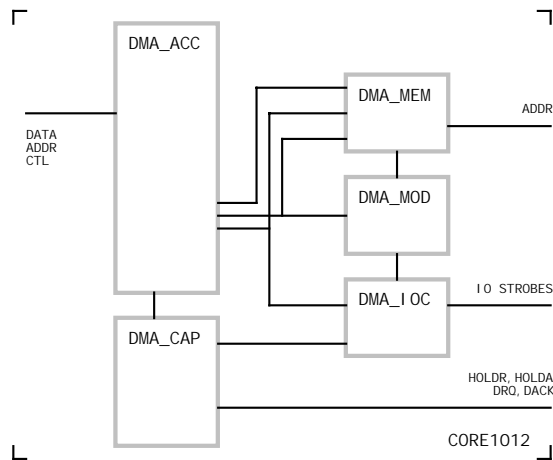 DMA_ACC
DMA_MEM
ADDR
DATA
ADDR
CTL
DMA_MOD
DMA_IOC
IO STROBES
DMA_CAP
HOLDR, HOLDA
DRQ, DACK
CORE1012